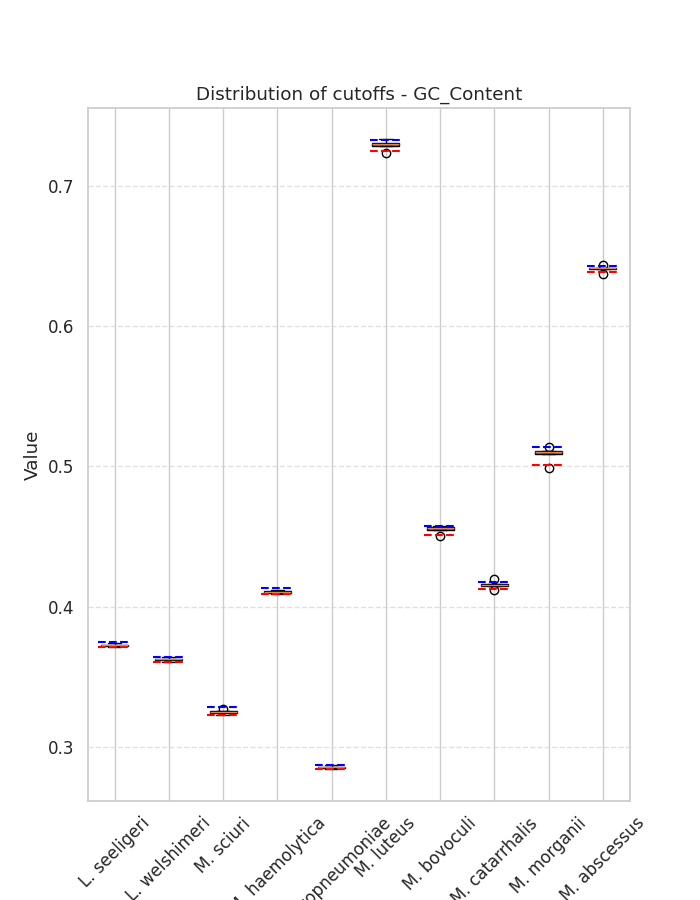 Distribution of cutoffs - GC_Content
Value
0.7
0.6
0.5
0.4
0.3
L. seeligeri
L. welshimeri
M. sciuri
haemolytica
M. luteus
M. bovoculi
M. catarrhalis
M. morganii
M. abscessus